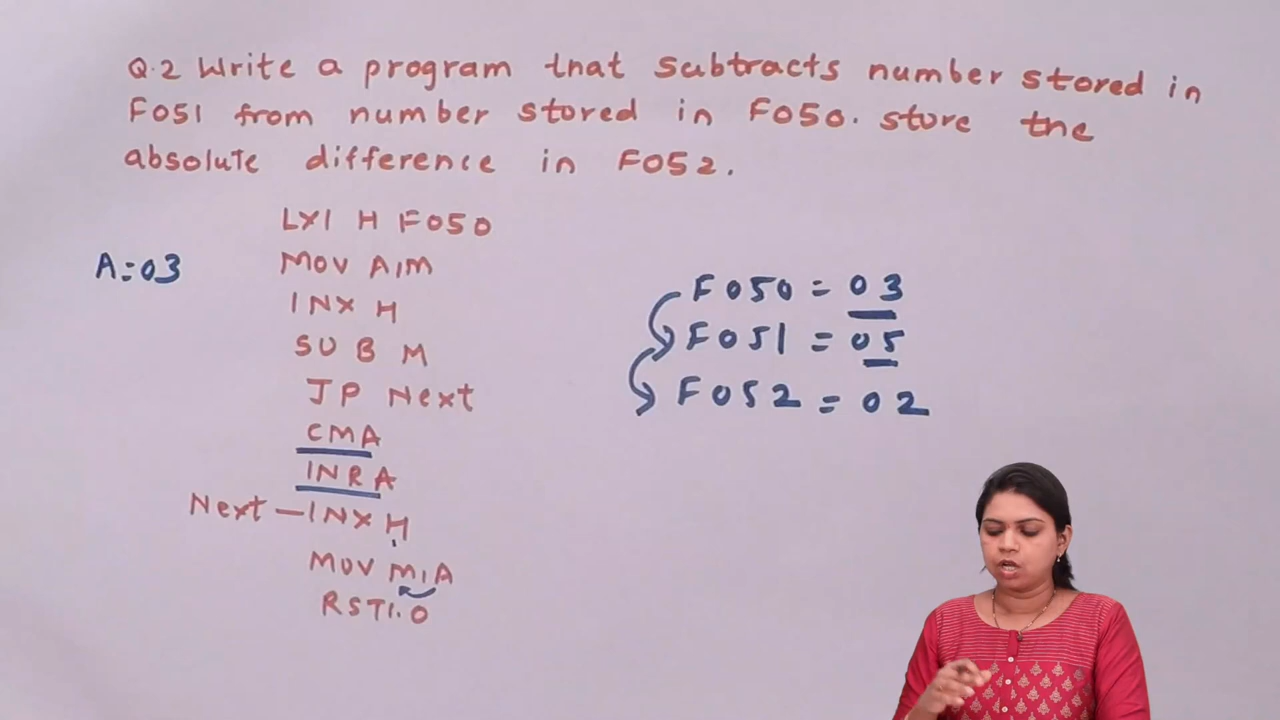 Q.2 Write a program that subtracts number stored in
F051 from number stored in F050. store the
absolute difference in F052.
LXI H F050
A=03
MOV A,M
INX H
SUB M
JP Next
CMA
INR A
Next — INX H
MOV M,A
RST1.0
F050 = 03
F051 = 05
F052 = 02